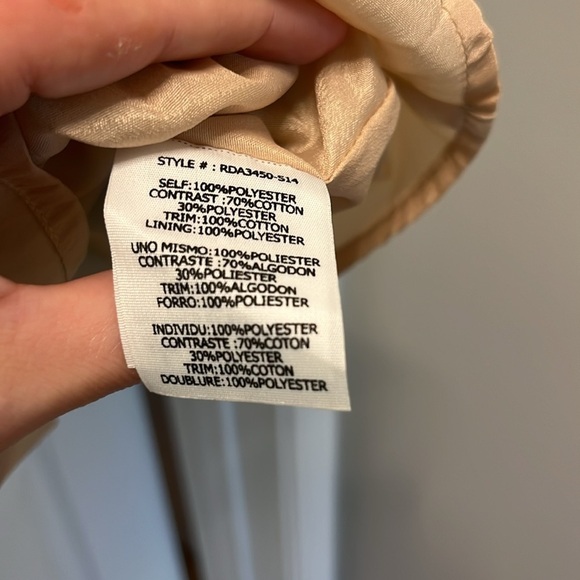 STYLE # : RDA3450-S14
SELF:100%POLYESTER
CONTRAST :70%COTTON
30%POLYESTER
TRIM:100%COTTON
LINING:100%POLYESTER
UNO MISMO:100%POLIESTER
CONTRASTE :70%ALGODON
30%POLIESTER
TRIM:100%ALGODON
FORRO:100%POLIESTER
INDIVIDU:100%POLYESTER
CONTRASTE :70%COTON
30%POLYESTER
TRIM:100%COTON
DOUBLURE:100%POLYESTER